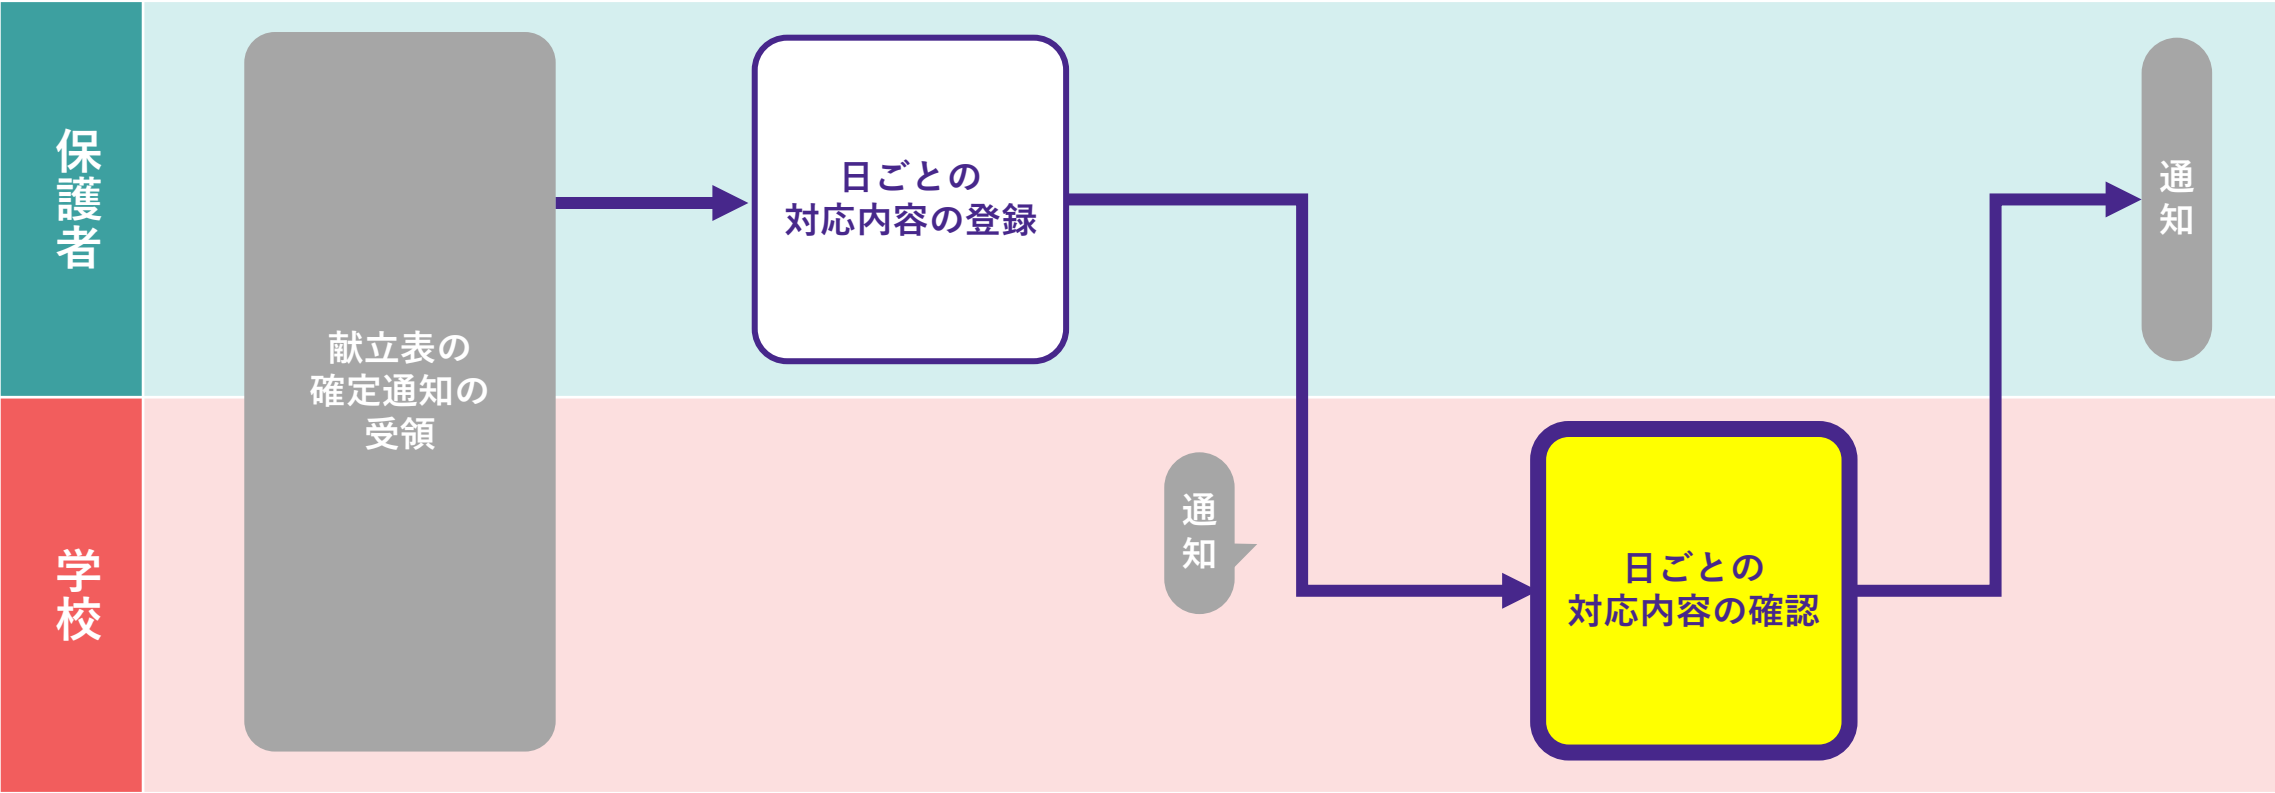 保護者
献立表の
確定通知の
受領
日ごとの
対応内容の登録
通知
学校
通知
日ごとの
対応内容の確認